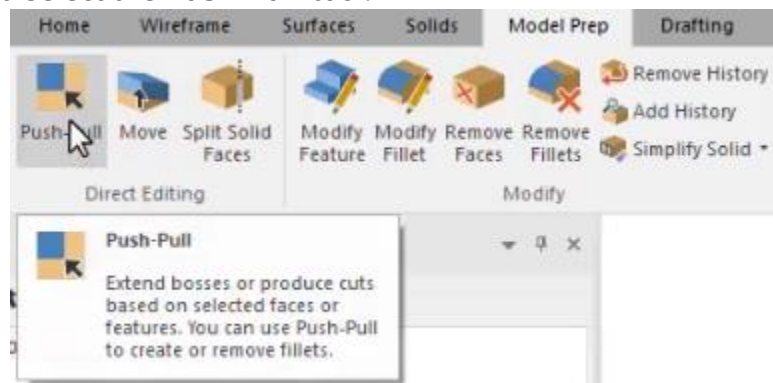 Home Wireframe Surfaces Solids Model Prep Drafting
Push-Pull Move Split Solid Faces
Modify Feature Modify Fillet Remove Faces Remove Fillets
Remove History
Add History
Simplify Solid
Direct Editing Modify
Push-Pull
Extend bosses or produce cuts
based on selected faces or
features. You can use Push-Pull
to create or remove fillets.